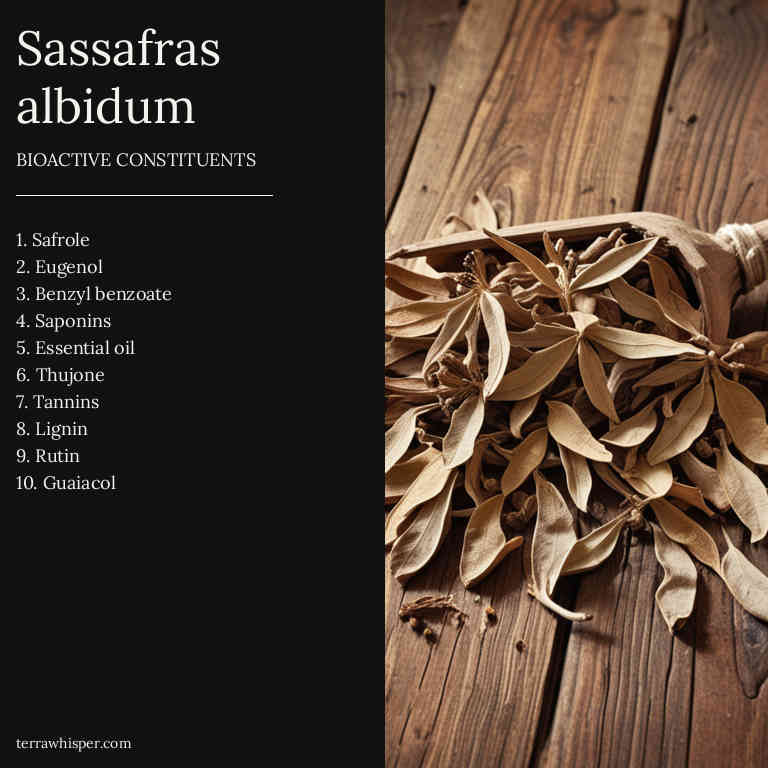 Sassafras
albidum
BIOACTIVE CONSTITUENTS
1. Safrole
2. Eugenol
3. Benzyl benzoate
4. Saponins
5. Essential oil
6. Thujone
7. Tannins
8. Lignin
9. Rutin
10. Guaiacol
terrawhisper.com